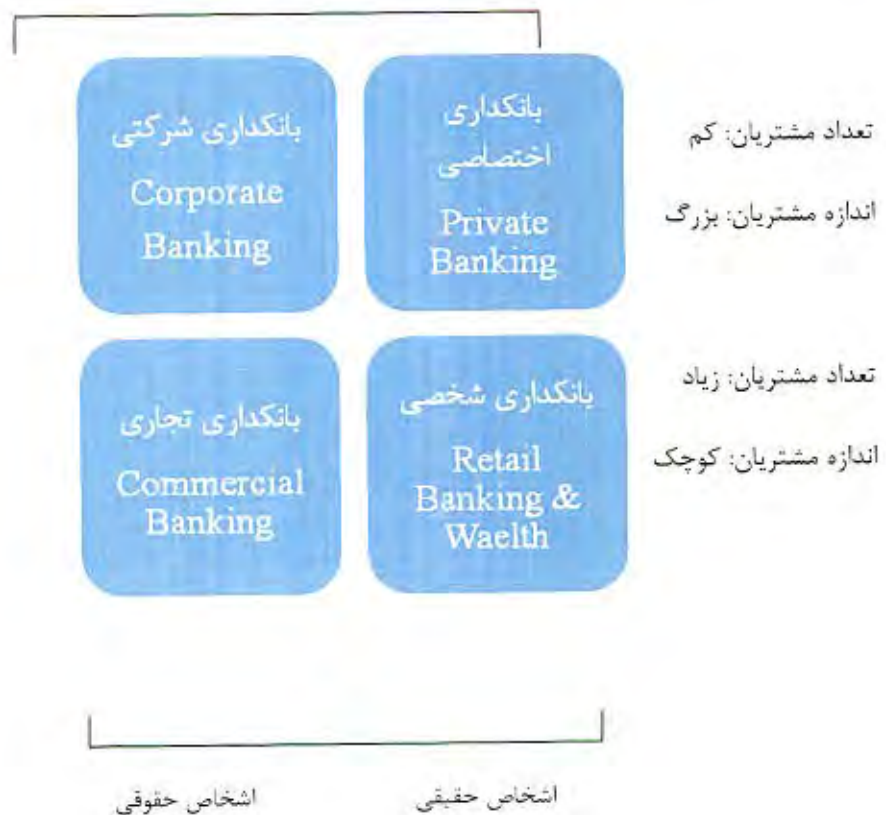 بانکداری
اختصاصی
Private
Banking
بانکداری شرکتی
Corporate
Banking
تعداد مشتریان: کم
اندازه مشتریان: بزرگ
بانکداری شخصی
Retail
Banking &
Waelth
بانکداری تجاری
Commercial
Banking
تعداد مشتریان: زیاد
اندازه مشتریان: کوچک
اشخاص حقیقی
اشخاص حقوقی